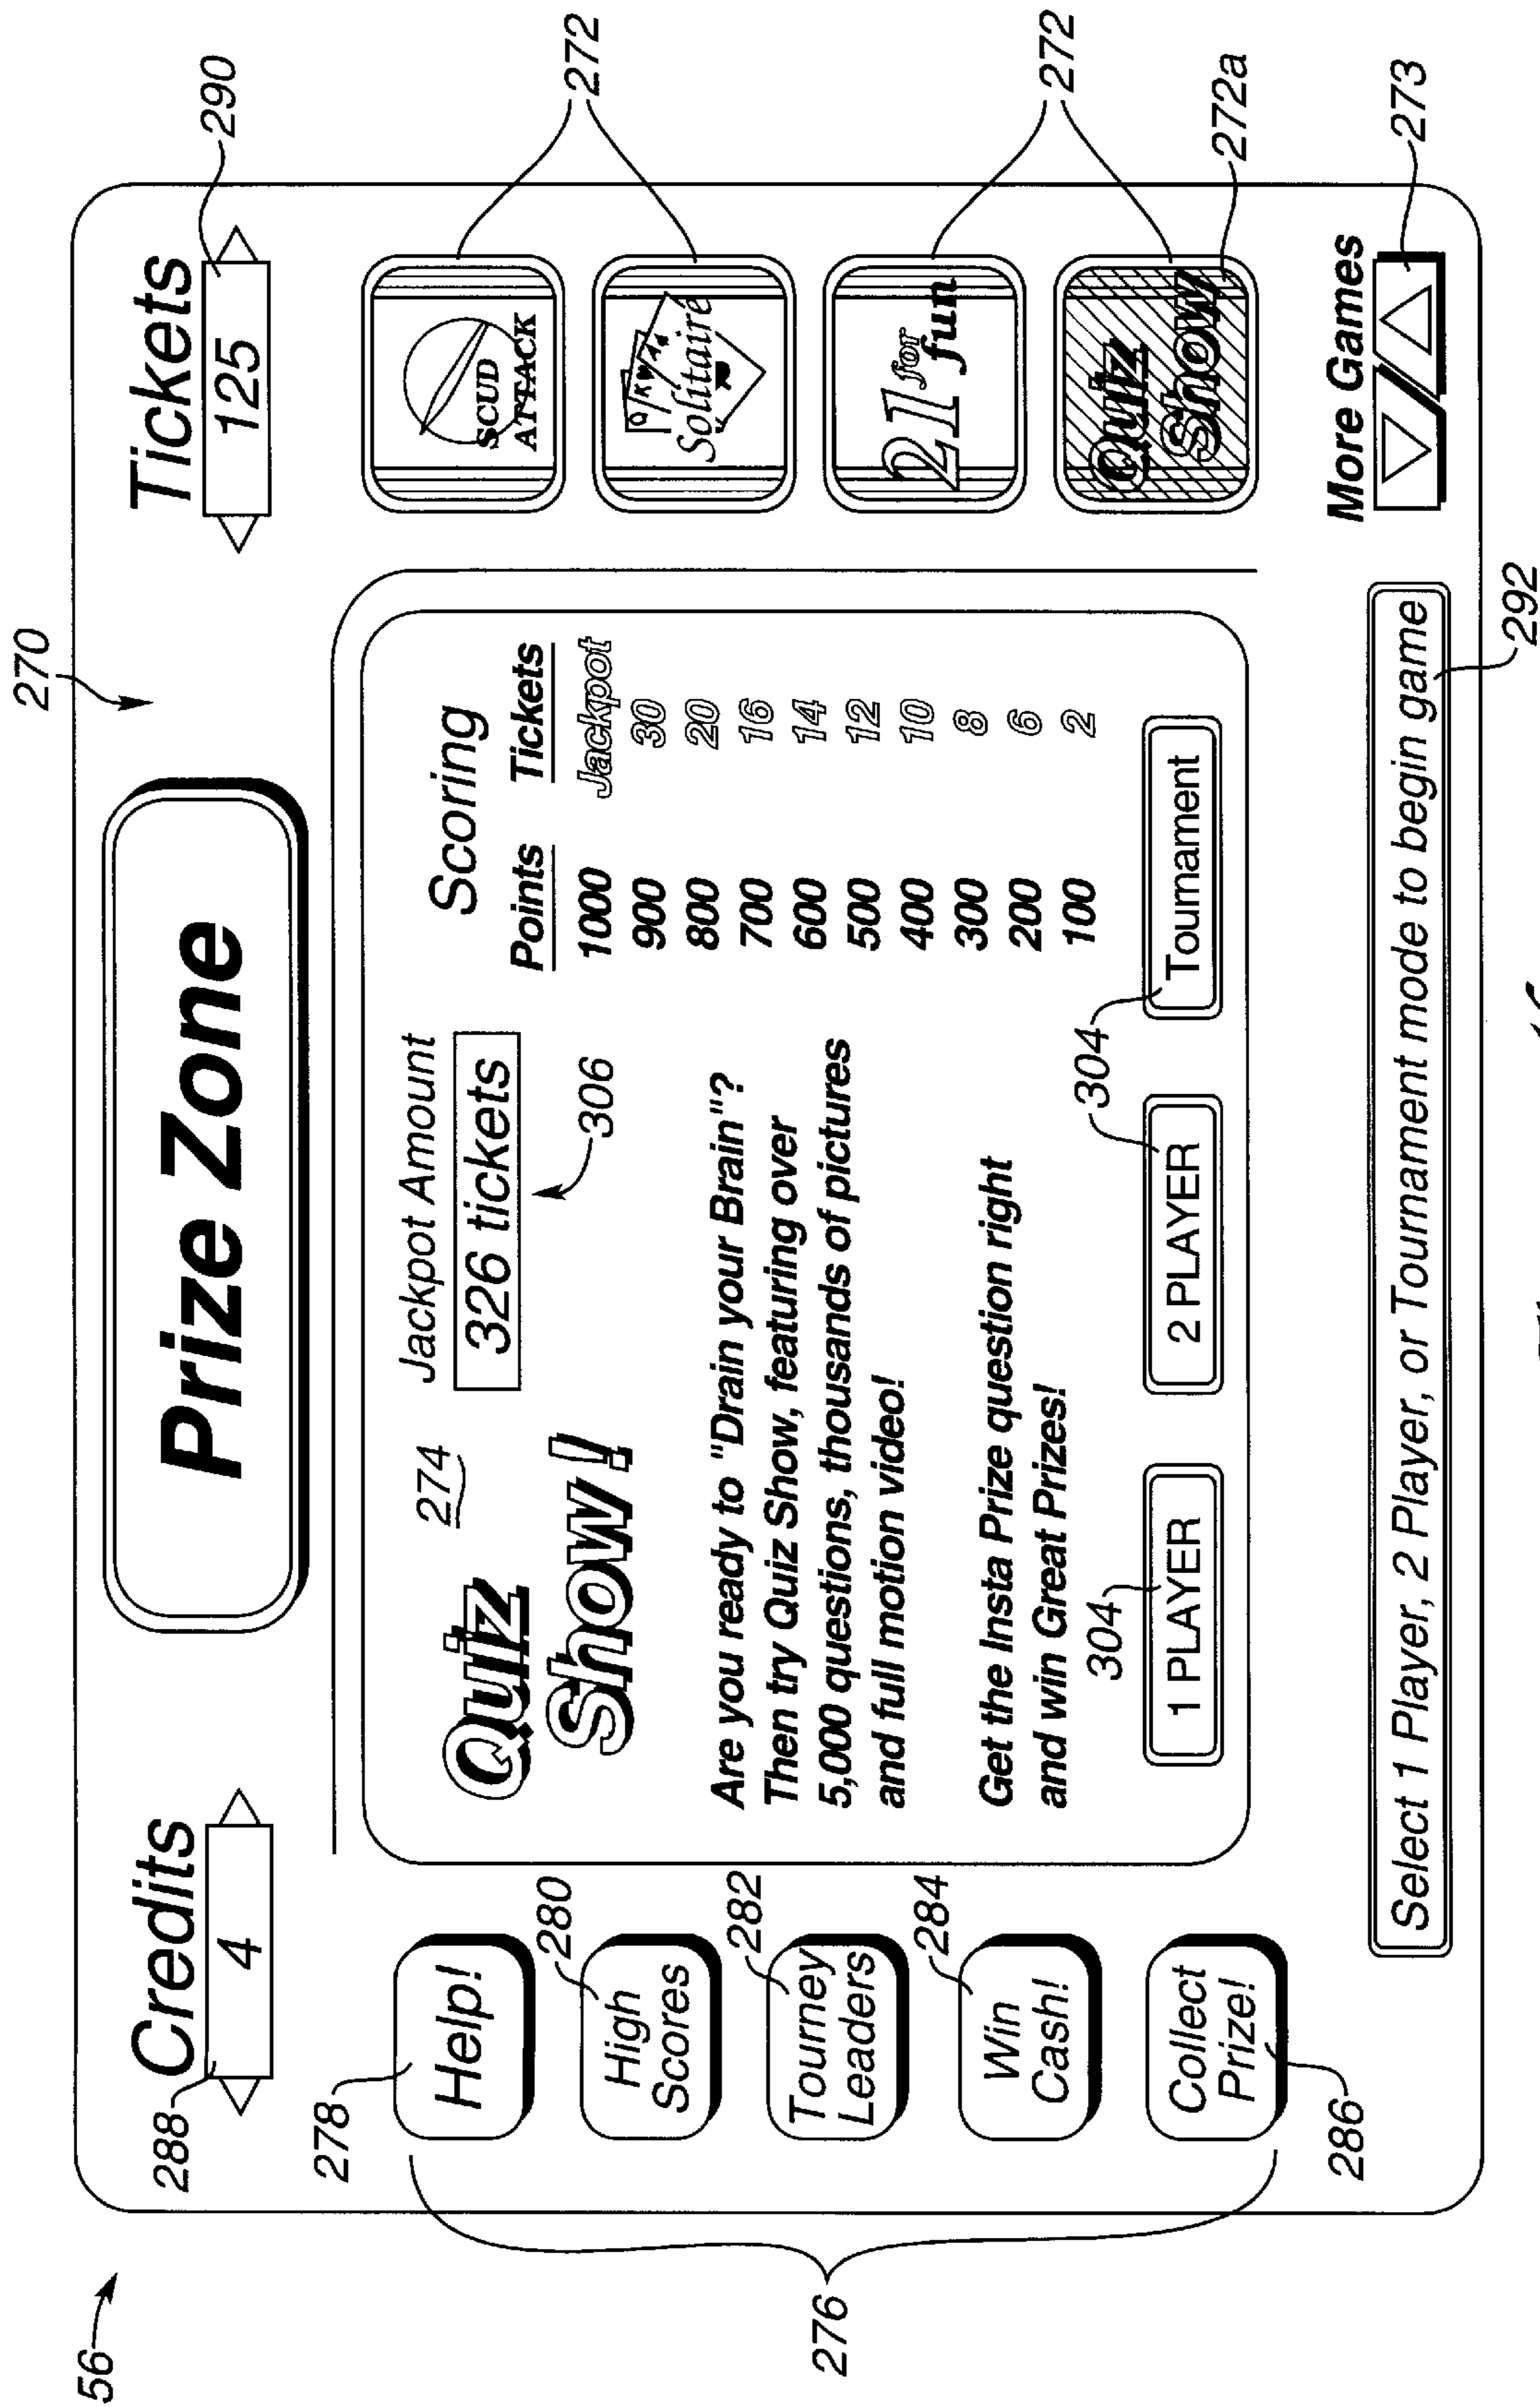 56
270
Prize Zone
Credits
4
288
Tickets
125
290
276
278
Help!
280
High
Scores
282
Tourney
Leaders
284
Win
Cash!
286
Collect
Prize!
Quiz
Show!
274
Jackpot Amount
326 tickets
306
Are you ready to "Drain your Brain"?
Then try Quiz Show, featuring over
5,000 questions, thousands of pictures
and full motion video!
Get the Insta Prize question right
and win Great Prizes!
Scoring
Points Tickets
1000 Jackpot
900 30
800 20
700 16
600 14
500 12
400 10
300 8
200 6
100 2
304
1 PLAYER
2 PLAYER
304
Tournament
272
SCUD
ATTACK
Solitaire
272
21 for
fun
Quiz
Show
272a
More Games
273
Select 1 Player, 2 Player, or Tournament mode to begin game
292